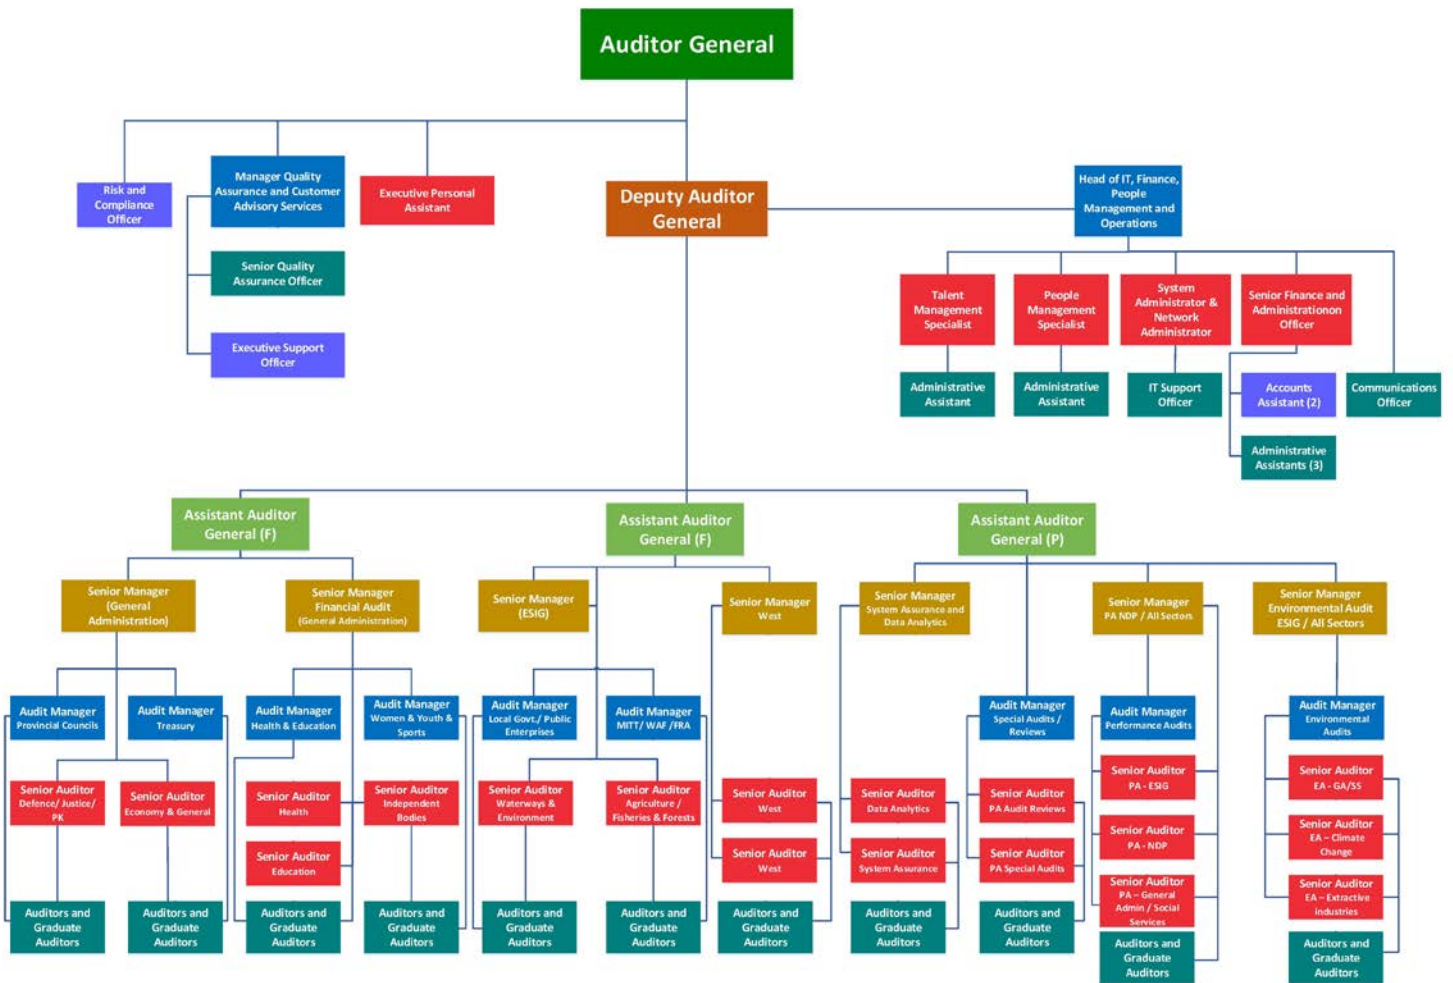 Auditor General
Risk and
Compliance
Officer
Manager Quality
Assurance and Customer
Advisory Services
Executive Personal
Assistant
Deputy Auditor
General
Head of IT, Finance,
People
Management and
Operations
Senior Quality
Assurance Officer
Executive Support
Officer
Talent
Management
Specialist
People
Management
Specialist
System
Administrator &
Network
Administrator
Senior Finance and
Administrationon
Officer
Administrative
Assistant
Administrative
Assistant
IT Support
Officer
Accounts
Assistant (2)
Communications
Officer
Administrative
Assistants (3)
Assistant Auditor
General (F)
Assistant Auditor
General (F)
Assistant Auditor
General (P)
Senior Manager
(General
Administration)
Senior Manager
Financial Audit
(General Administration)
Senior Manager
(ESIG)
Senior Manager
West
Senior Manager
System Assurance and
Data Analytics
Senior Manager
PA NDP / All Sectors
Senior Manager
Environmental Audit
ESIG / All Sectors
Audit Manager
Provincial Councils
Audit Manager
Treasury
Audit Manager
Health & Education
Audit Manager
Women & Youth &
Sports
Audit Manager
Local Govt./ Public
Enterprises
Audit Manager
MITT/ WAF /FRA
Audit Manager
Special Audits /
Reviews
Audit Manager
Performance Audits
Audit Manager
Environmental
Audits
Senior Auditor
Defence/ Justice/
PK
Senior Auditor
Economy & General
Senior Auditor
Health
Senior Auditor
Independent
Bodies
Senior Auditor
Waterways &
Environment
Senior Auditor
Agriculture /
Fisheries & Forests
Senior Auditor
West
Senior Auditor
Data Analytics
Senior Auditor
PA Audit Reviews
Senior Auditor
PA - ESIG
Senior Auditor
EA - GA/SS
Senior Auditor
Education
Senior Auditor
West
Senior Auditor
System Assurance
Senior Auditor
PA Special Audits
Senior Auditor
PA - NDP
Senior Auditor
EA – Climate
Change
Senior Auditor
PA – General
Admin / Social
Services
Senior Auditor
EA – Extractive
industries
Auditors and
Graduate
Auditors
Auditors and
Graduate
Auditors
Auditors and
Graduate
Auditors
Auditors and
Graduate
Auditors
Auditors and
Graduate
Auditors
Auditors and
Graduate
Auditors
Auditors and
Graduate
Auditors
Auditors and
Graduate
Auditors
Auditors and
Graduate
Auditors
Auditors and
Graduate
Auditors
Auditors and
Graduate
Auditors